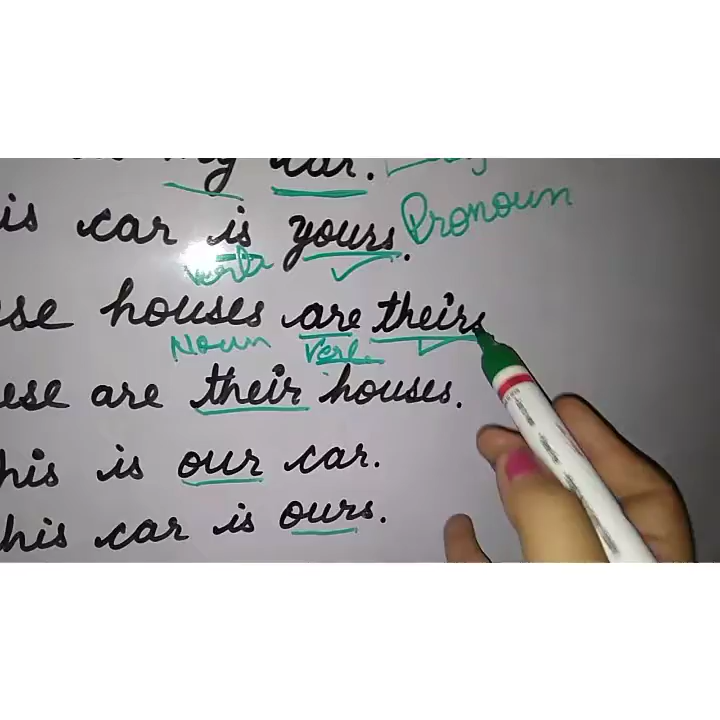 my car.
is car is yours. Pronoun
verb
ese houses are theirs
Noun Verb
ese are their houses.
his is our car.
his car is ours.